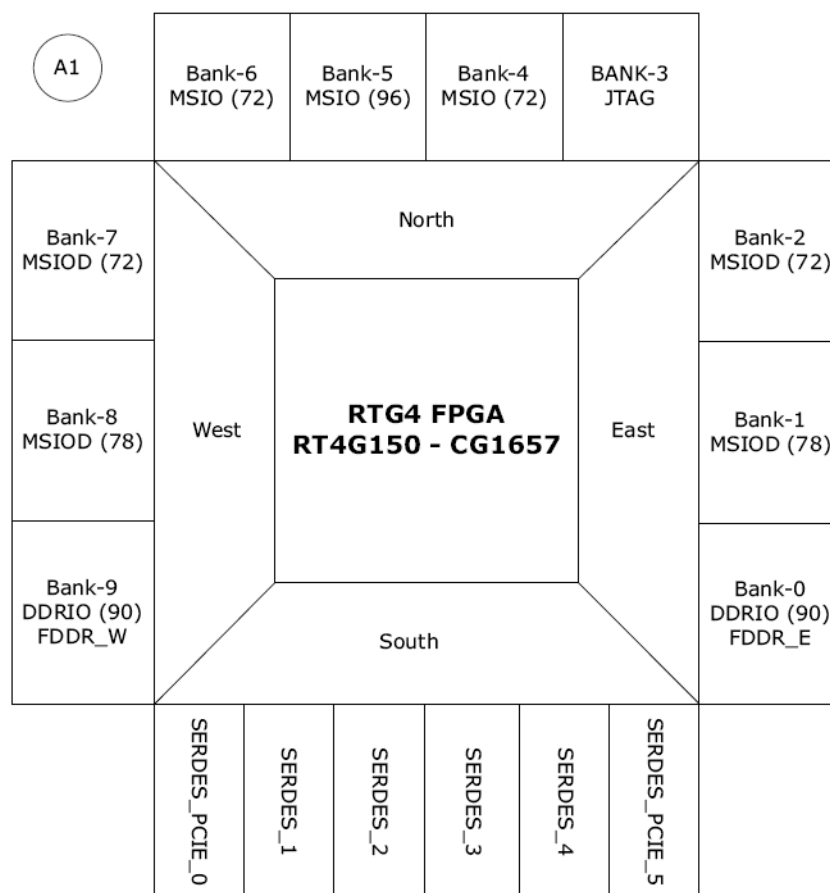 A1
Bank-6
MSIO (72)
Bank-5
MSIO (96)
Bank-4
MSIO (72)
BANK-3
JTAG
Bank-7
MSIOD (72)
North
Bank-2
MSIOD (72)
Bank-8
MSIOD (78)
West
RTG4 FPGA
RT4G150 - CG1657
East
Bank-1
MSIOD (78)
Bank-9
DDRIO (90)
FDDR_W
South
Bank-0
DDRIO (90)
FDDR_E
SERDES_PCIE_0
SERDES_1
SERDES_2
SERDES_3
SERDES_4
SERDES_PCIE_5